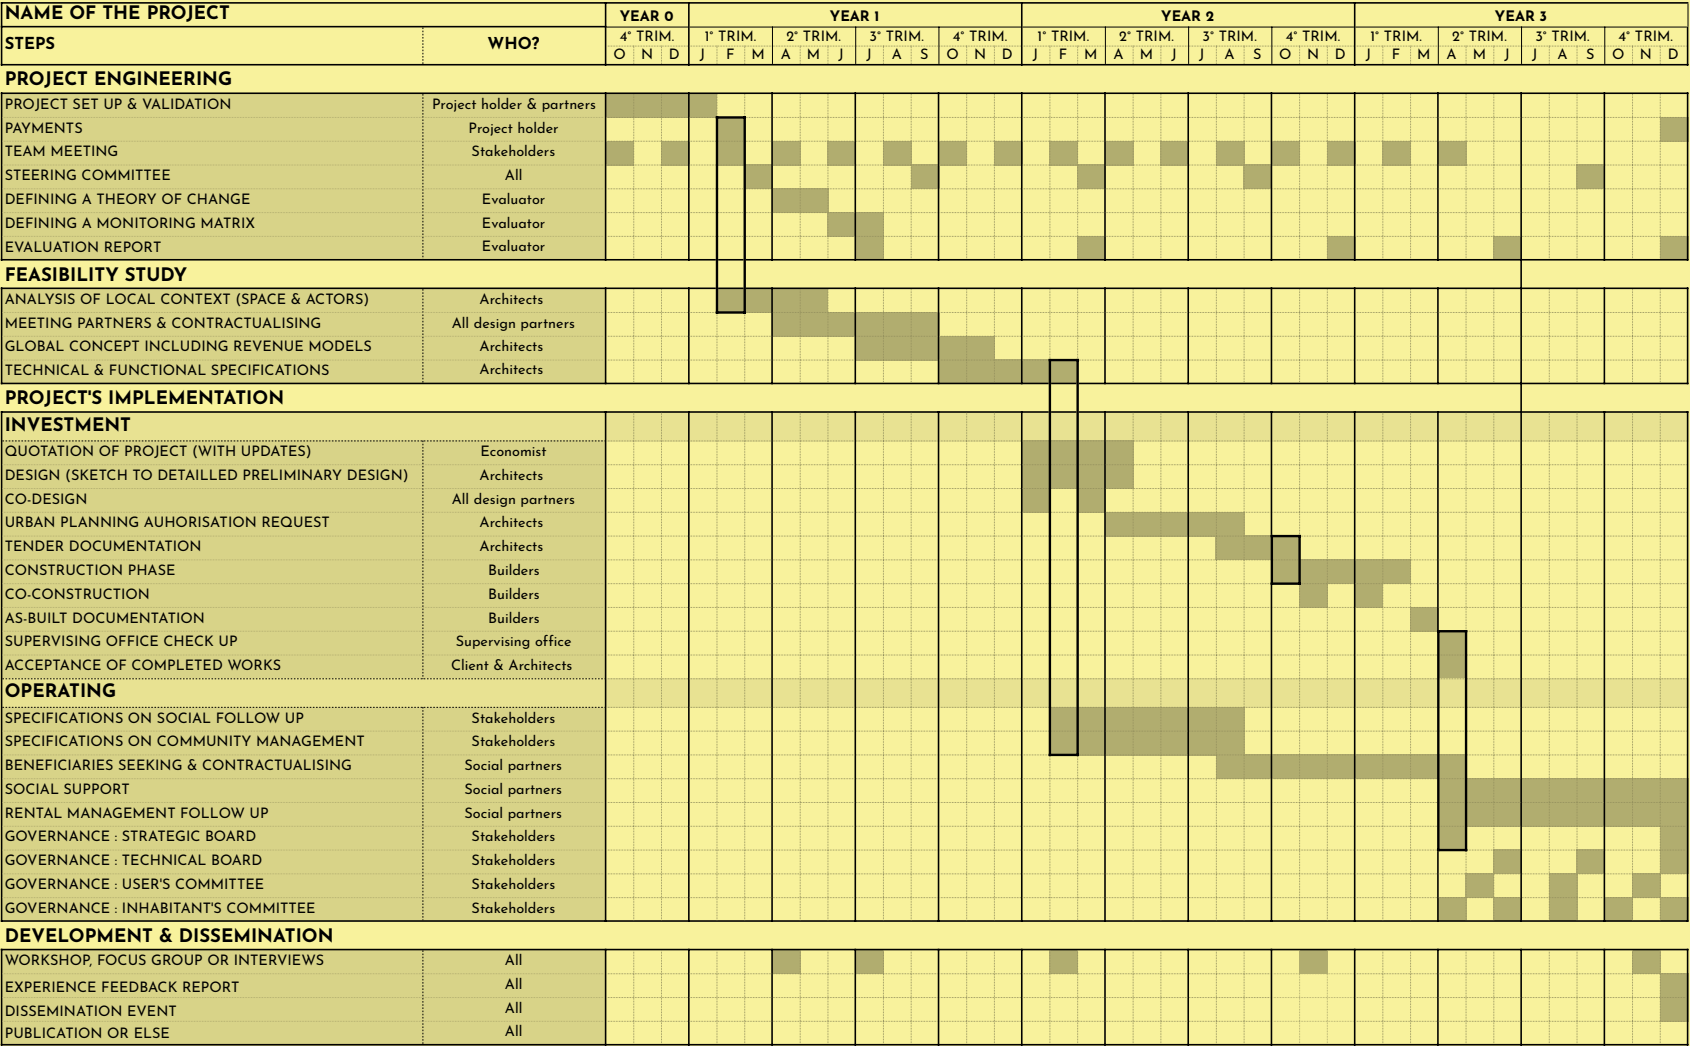 NAME OF THE PROJECT YEAR 0 YEAR 1 YEAR 2 YEAR 3
STEPS WHO? 4° TRIM. 1° TRIM. 2° TRIM. 3° TRIM. 4° TRIM. 1° TRIM. 2° TRIM. 3° TRIM. 4° TRIM. 1° TRIM. 2° TRIM. 3° TRIM. 4° TRIM.
O N D J F M A M J J A S O N D J F M A M J J A S O N D J F M A M J J A S O N D
PROJECT ENGINEERING
PROJECT SET UP & VALIDATION Project holder & partners
PAYMENTS Project holder
TEAM MEETING Stakeholders
STEERING COMMITTEE All
DEFINING A THEORY OF CHANGE Evaluator
DEFINING A MONITORING MATRIX Evaluator
EVALUATION REPORT Evaluator
FEASIBILITY STUDY
ANALYSIS OF LOCAL CONTEXT (SPACE & ACTORS) Architects
MEETING PARTNERS & CONTRACTUALISING All design partners
GLOBAL CONCEPT INCLUDING REVENUE MODELS Architects
TECHNICAL & FUNCTIONAL SPECIFICATIONS Architects
PROJECT'S IMPLEMENTATION
INVESTMENT
QUOTATION OF PROJECT (WITH UPDATES) Economist
DESIGN (SKETCH TO DETAILLED PRELIMINARY DESIGN) Architects
CO-DESIGN All design partners
URBAN PLANNING AUHORISATION REQUEST Architects
TENDER DOCUMENTATION Architects
CONSTRUCTION PHASE Builders
CO-CONSTRUCTION Builders
AS-BUILT DOCUMENTATION Builders
SUPERVISING OFFICE CHECK UP Supervising office
ACCEPTANCE OF COMPLETED WORKS Client & Architects
OPERATING
SPECIFICATIONS ON SOCIAL FOLLOW UP Stakeholders
SPECIFICATIONS ON COMMUNITY MANAGEMENT Stakeholders
BENEFICIARIES SEEKING & CONTRACTUALISING Social partners
SOCIAL SUPPORT Social partners
RENTAL MANAGEMENT FOLLOW UP Social partners
GOVERNANCE : STRATEGIC BOARD Stakeholders
GOVERNANCE : TECHNICAL BOARD Stakeholders
GOVERNANCE : USER'S COMMITTEE Stakeholders
GOVERNANCE : INHABITANT'S COMMITTEE Stakeholders
DEVELOPMENT & DISSEMINATION
WORKSHOP, FOCUS GROUP OR INTERVIEWS All
EXPERIENCE FEEDBACK REPORT All
DISSEMINATION EVENT All
PUBLICATION OR ELSE All